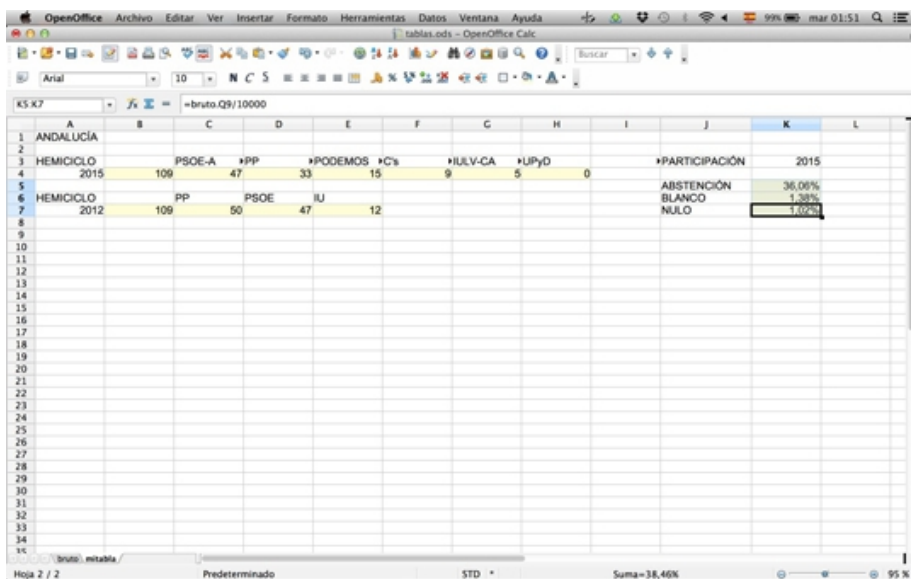 OpenOffice Archivo Editar Ver Insertar Formato Herramientas Datos Ventana Ayuda 99% mar 01:51
tablas.ods - OpenOffice Calc
Buscar
Arial 10 N C S
K5:K7 =bruto.Q9/10000
A B C D E F G H I J K L
1 ANDALUCÍA
2
3 HEMICICLO PSOE-A PP PODEMOS C's IULV-CA UPyD PARTICIPACIÓN 2015
4 2015 109 47 33 15 9 5 0
5 ABSTENCIÓN 36,06%
6 HEMICICLO PP PSOE IU BLANCO 1,38%
7 2012 109 50 47 12 NULO 1,02%
8
9
10
11
12
13
14
15
16
17
18
19
20
21
22
23
24
25
26
27
28
29
30
31
32
33
34
35
bruto mitabla
Hoja 2 / 2 Predeterminado STD * Suma=38,46% 95 %